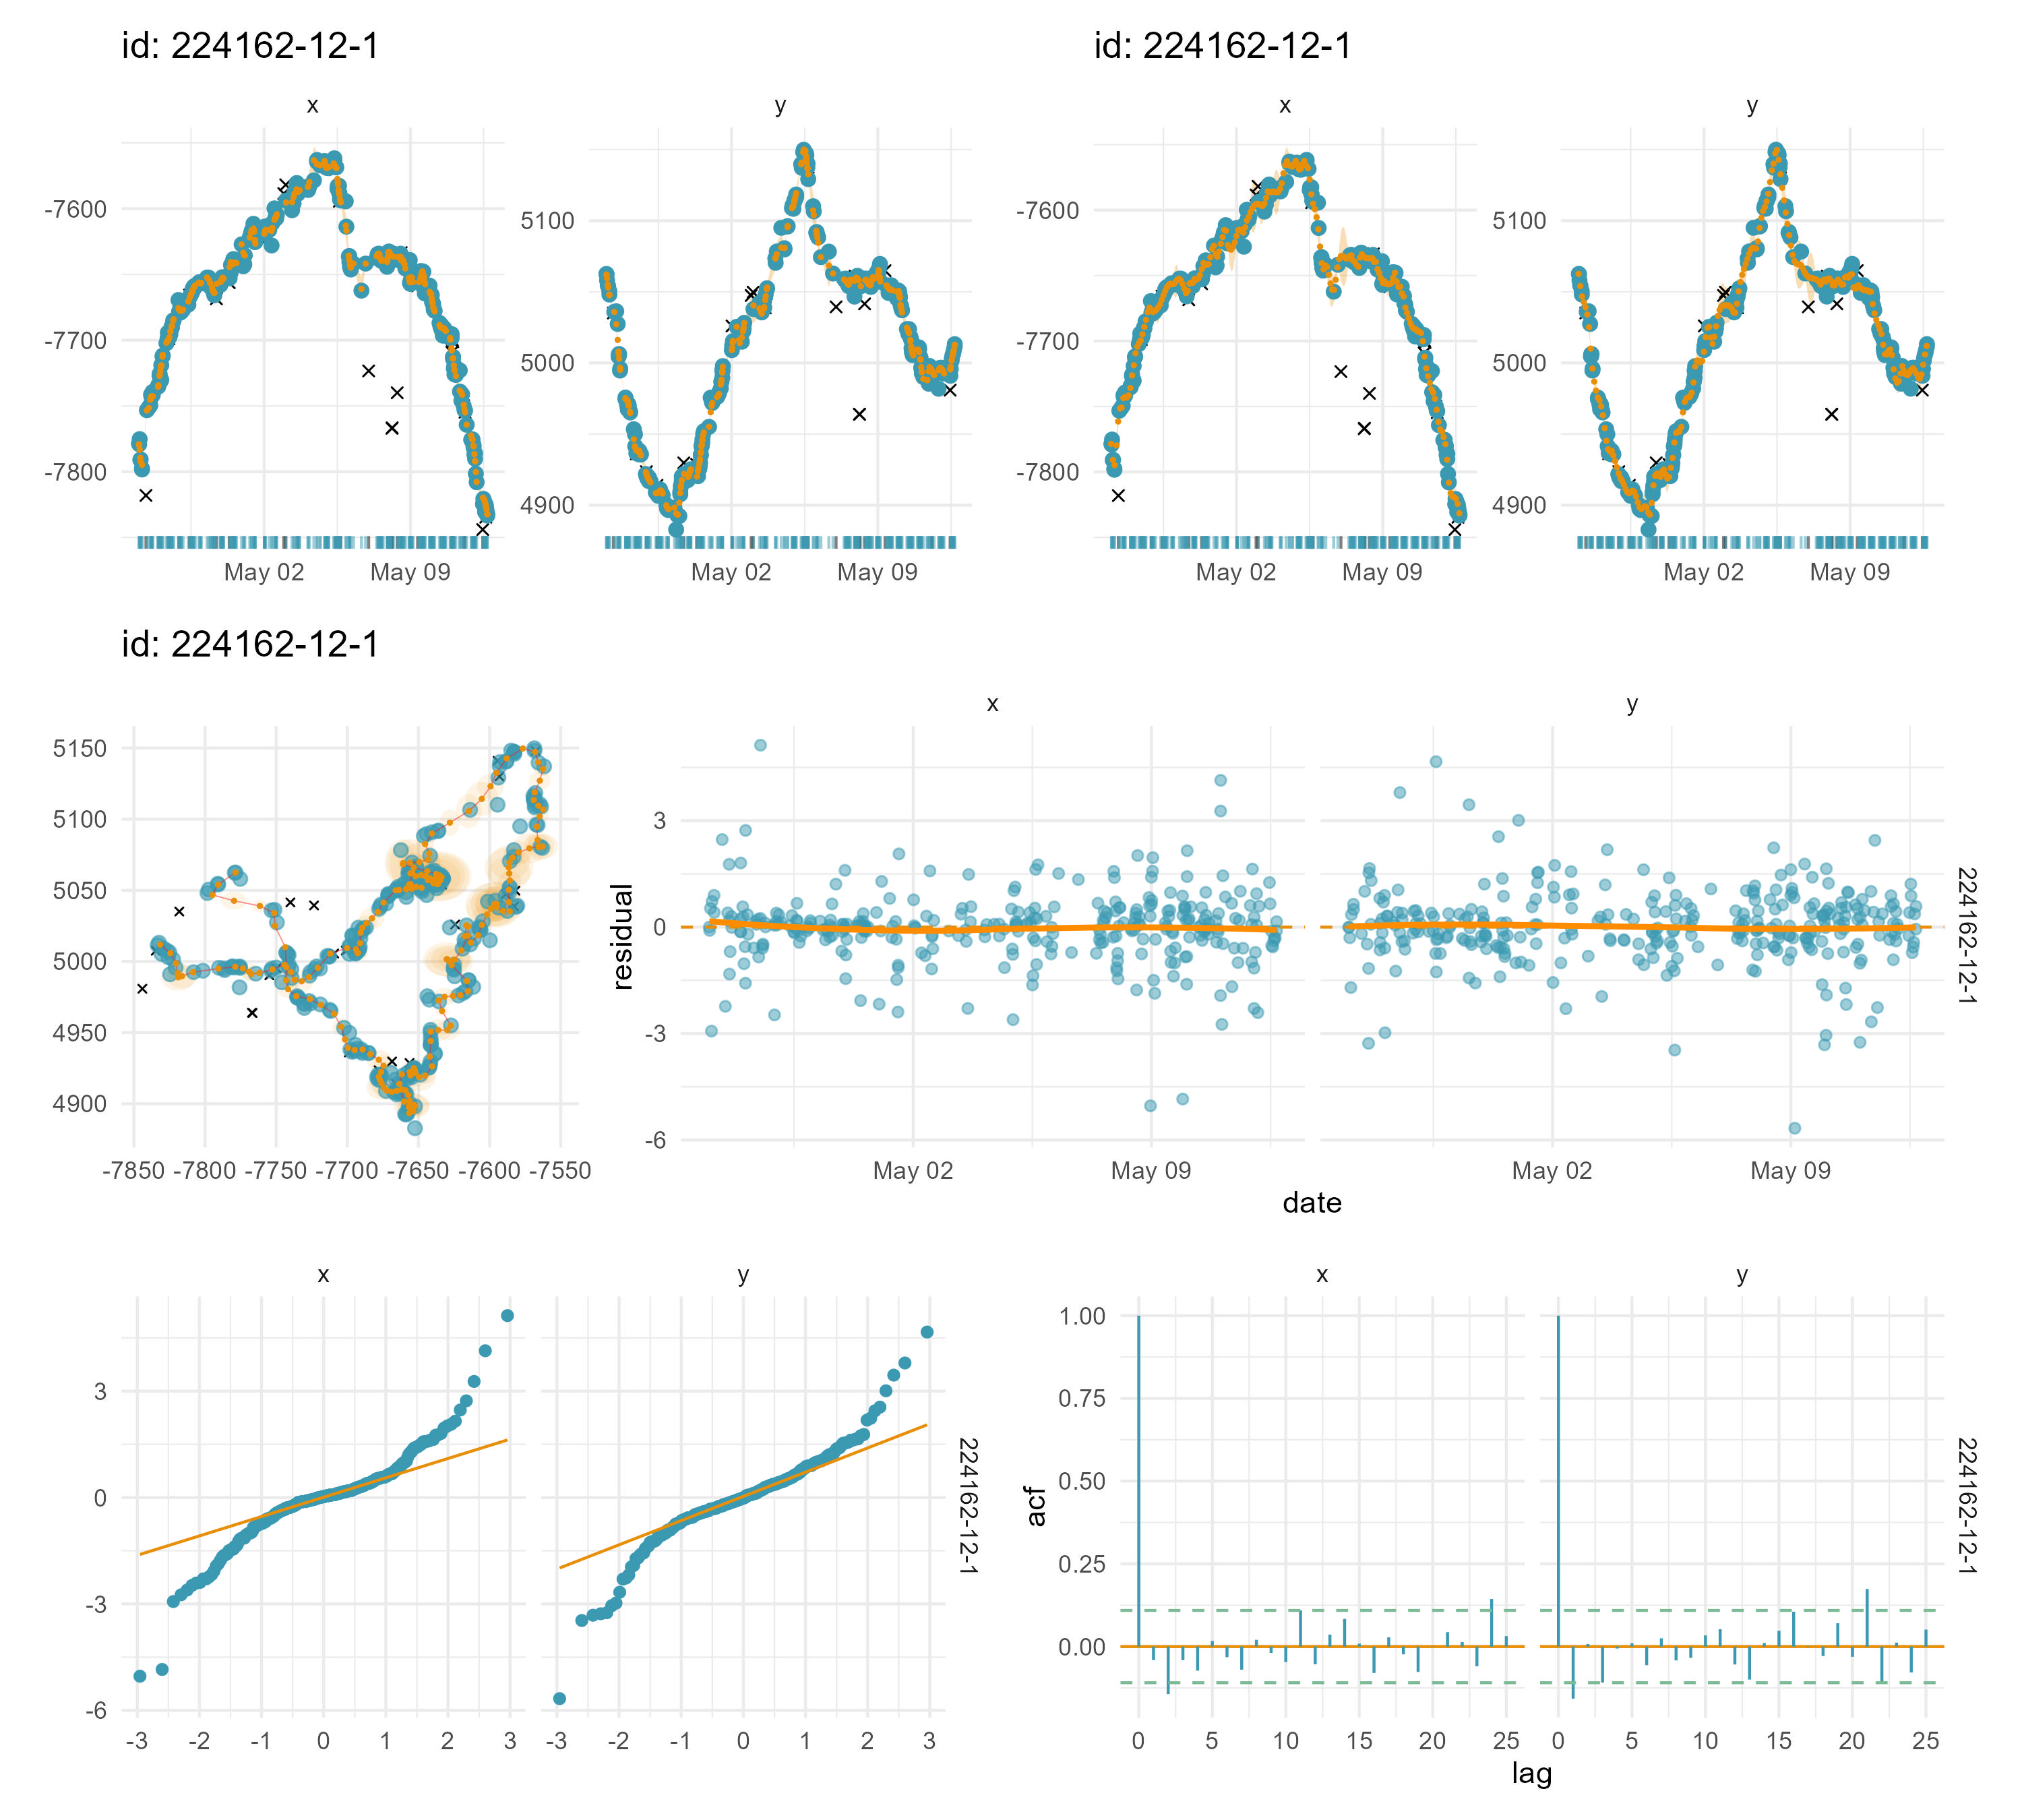 id: 224162-12-1
id: 224162-12-1
x
y
x
y
-7600
-7700
-7800
5100
5000
4900
-7600
-7700
-7800
5100
5000
4900
May 02
May 09
May 02
May 09
May 02
May 09
May 02
May 09
id: 224162-12-1
x
y
5150
5100
5050
5000
4950
4900
-7850 -7800 -7750 -7700 -7650 -7600 -7550
residual
3
0
-3
-6
224162-12-1
May 02
May 09
May 02
May 09
date
x
y
3
0
-3
-6
-3 -2 -1 0 1 2 3
-3 -2 -1 0 1 2 3
224162-12-1
x
y
acf
1.00
0.75
0.50
0.25
0.00
224162-12-1
0 5 10 15 20 25
0 5 10 15 20 25
lag